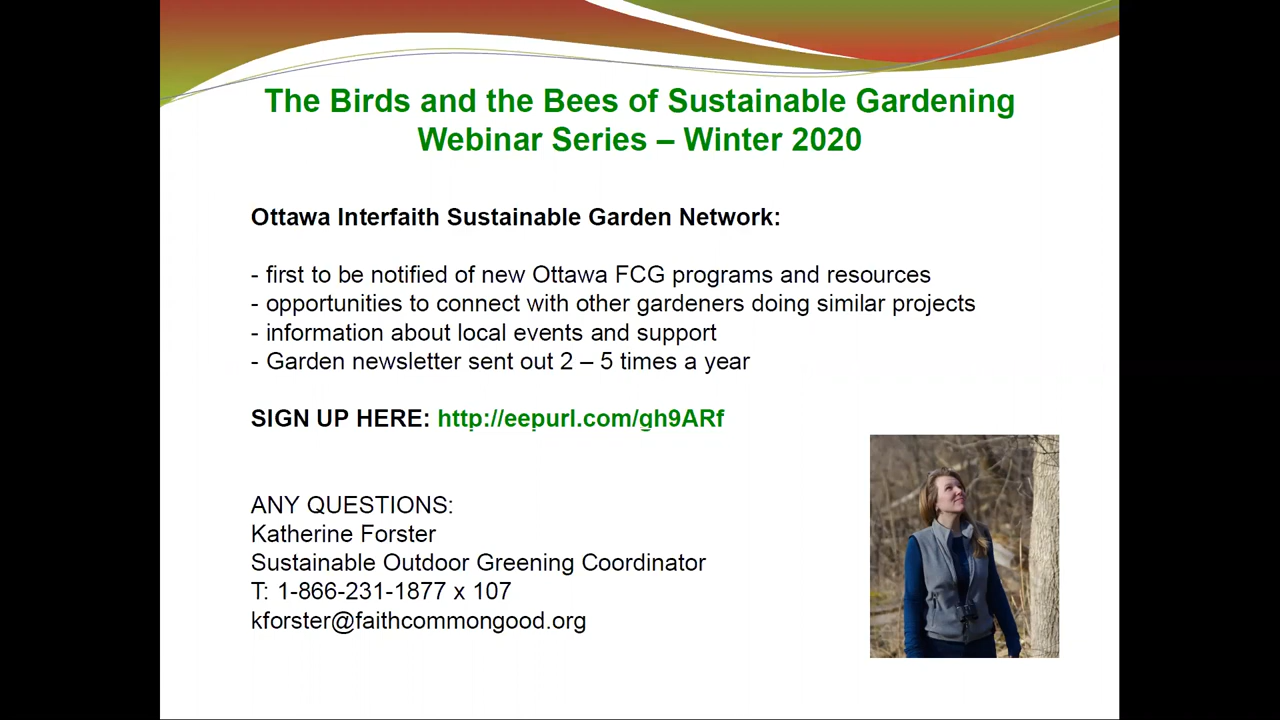 The Birds and the Bees of Sustainable Gardening
Webinar Series – Winter 2020
Ottawa Interfaith Sustainable Garden Network:
- first to be notified of new Ottawa FCG programs and resources
- opportunities to connect with other gardeners doing similar projects
- information about local events and support
- Garden newsletter sent out 2 – 5 times a year
SIGN UP HERE: http://eepurl.com/gh9ARf
ANY QUESTIONS:
Katherine Forster
Sustainable Outdoor Greening Coordinator
T: 1-866-231-1877 x 107
kforster@faithcommongood.org